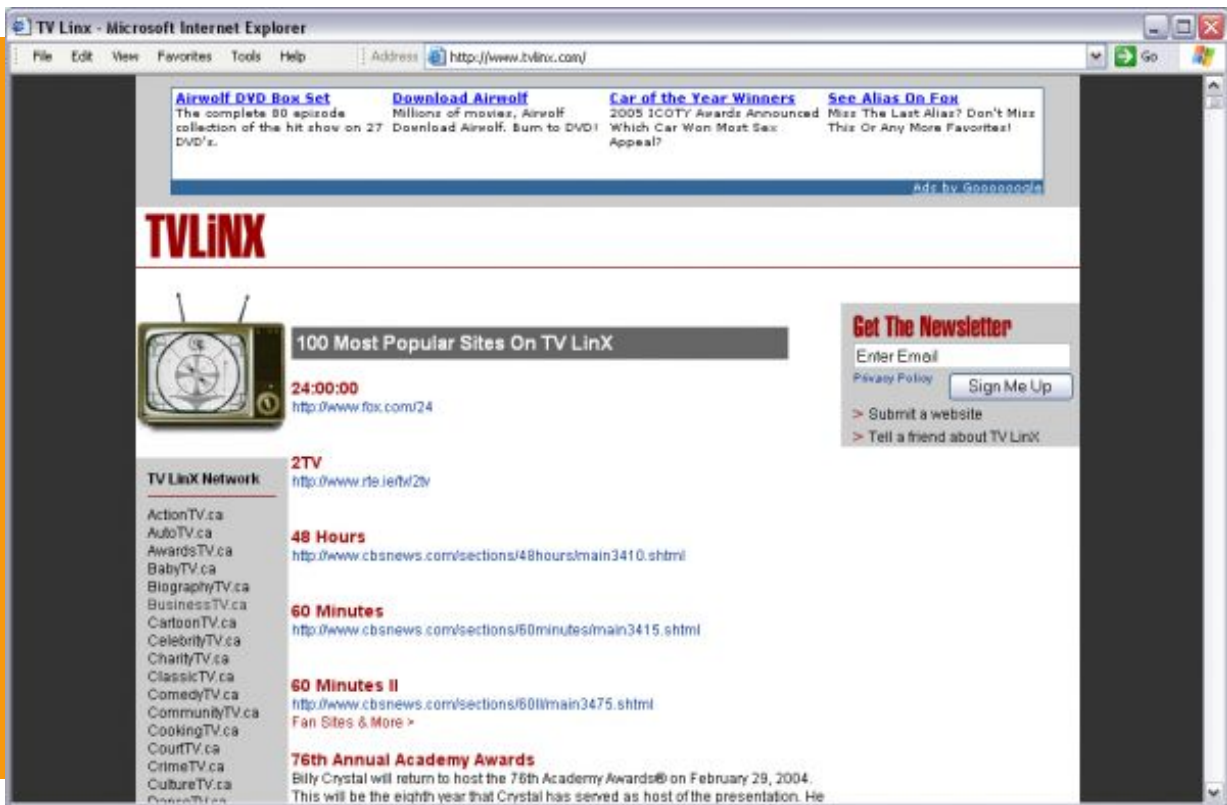 TV Linx - Microsoft Internet Explorer
File Edit View Favorites Tools Help Address http://www.tvlinx.com/ Go
Airwolf DVD Box Set
The complete 80 episode
collection of the hit show on 27
DVD's.
Download Airwolf
Millions of movies, Airwolf
Download Airwolf. Burn to DVD!
Car of the Year Winners
2005 ICOTY Awards Announced
Which Car Won Most Sex
Appeal?
See Alias On Fox
Miss The Last Alias? Don't Miss
This Or Any More Favorites!
Ads by Goooooogle
TVLiNX
100 Most Popular Sites On TV LinX
24:00:00
http://www.fox.com/24
2TV
http://www.rte.ie/tv/2tv
48 Hours
http://www.cbsnews.com/sections/48hours/main3410.shtml
60 Minutes
http://www.cbsnews.com/sections/60minutes/main3415.shtml
60 Minutes II
http://www.cbsnews.com/sections/60II/main3475.shtml
Fan Sites & More >
76th Annual Academy Awards
Billy Crystal will return to host the 76th Academy Awards® on February 29, 2004.
This will be the eighth year that Crystal has served as host of the presentation. He
Get The Newsletter
Enter Email
Privacy Policy Sign Me Up
> Submit a website
> Tell a friend about TV LinX
TV LinX Network
ActionTV.ca
AutoTV.ca
AwardsTV.ca
BabyTV.ca
BiographyTV.ca
BusinessTV.ca
CartoonTV.ca
CelebrityTV.ca
CharityTV.ca
ClassicTV.ca
ComedyTV.ca
CommunityTV.ca
CookingTV.ca
CourtTV.ca
CrimeTV.ca
CultureTV.ca
DanceTV.ca